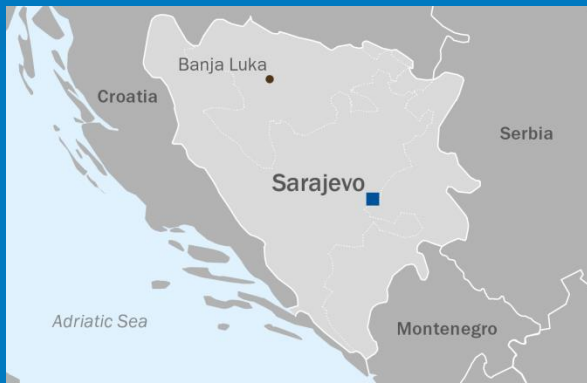 Banja Luka
Croatia
Serbia
Sarajevo
Adriatic Sea
Montenegro